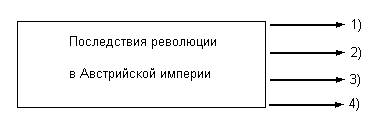 Последствия революции
в Австрийской империи
1)
2)
3)
4)